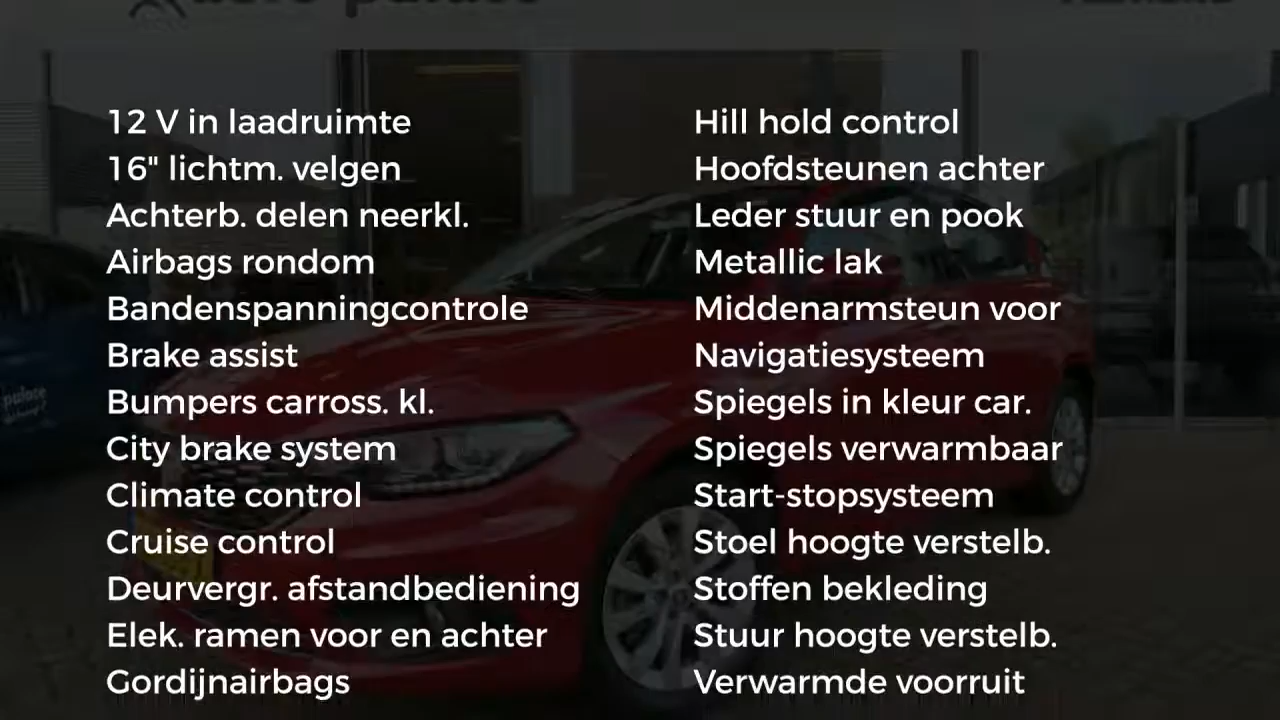 12 V in laadruimte
16" lichtm. velgen
Achterb. delen neerkl.
Airbags rondom
Bandenspanningcontrole
Brake assist
Bumpers carross. kl.
City brake system
Climate control
Cruise control
Deurvergr. afstandbediening
Elek. ramen voor en achter
Gordijnairbags
Hill hold control
Hoofdsteunen achter
Leder stuur en pook
Metallic lak
Middenarmsteun voor
Navigatiesysteem
Spiegels in kleur car.
Spiegels verwarmbaar
Start-stopsysteem
Stoel hoogte verstelb.
Stoffen bekleding
Stuur hoogte verstelb.
Verwarmde voorruit
palace